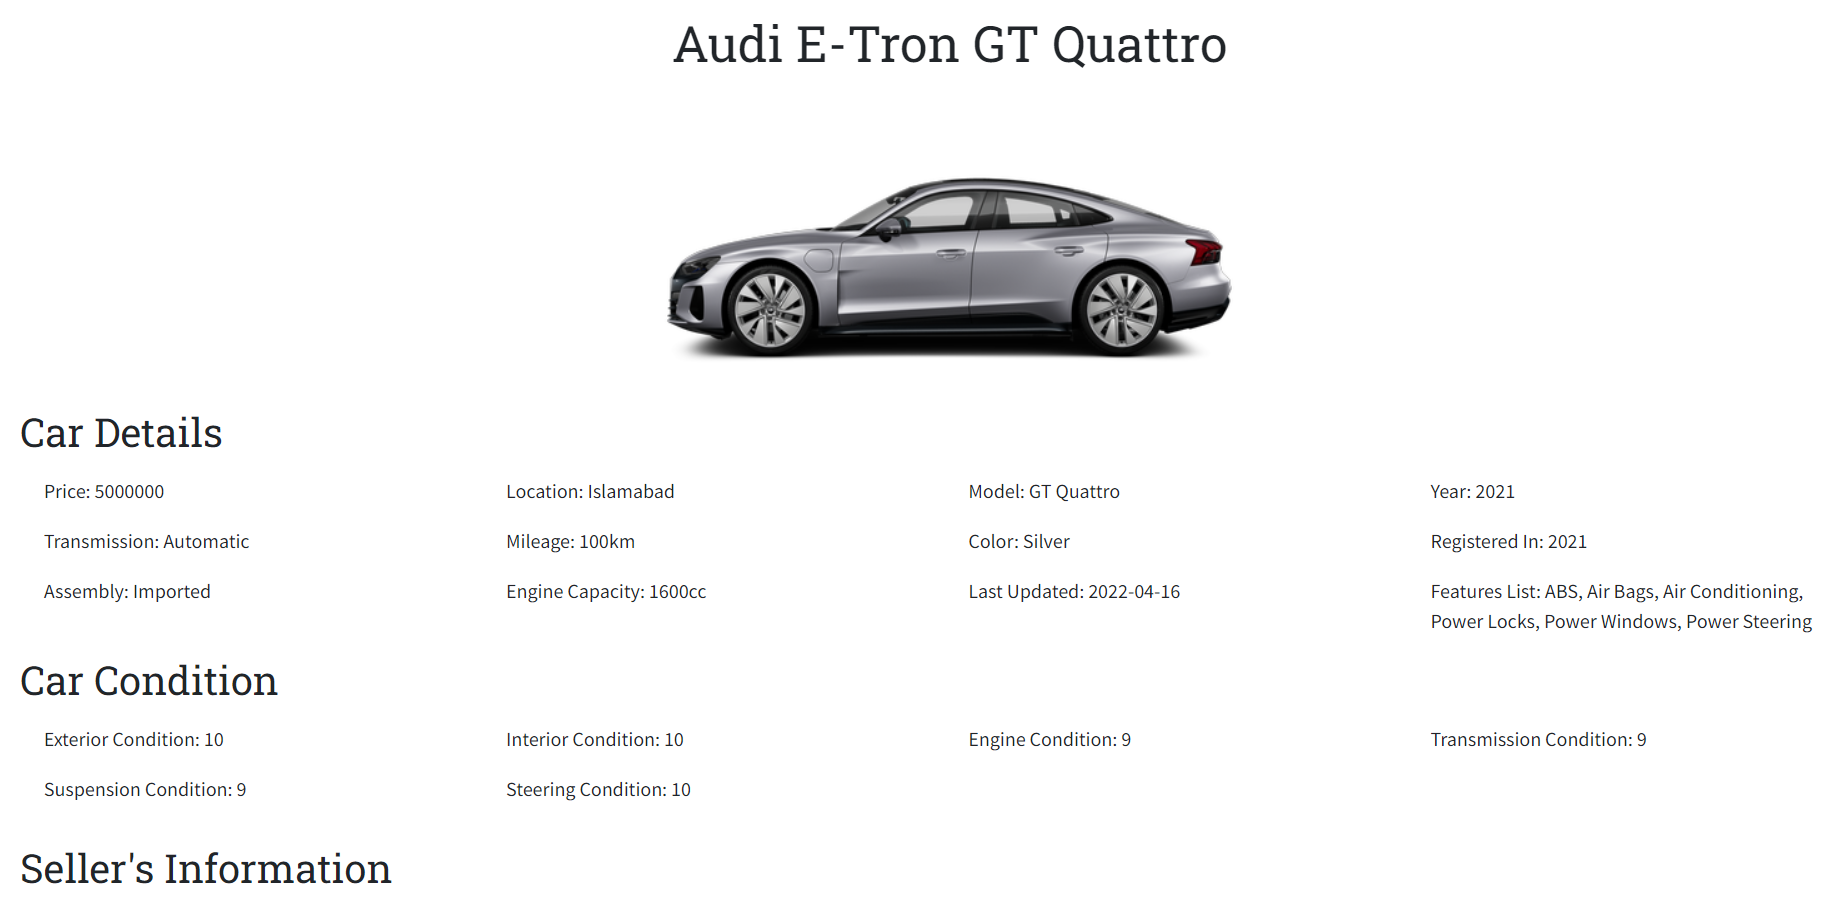 Audi E-Tron GT Quattro
Car Details
Price: 5000000
Location: Islamabad
Model: GT Quattro
Year: 2021
Transmission: Automatic
Mileage: 100km
Color: Silver
Registered In: 2021
Assembly: Imported
Engine Capacity: 1600cc
Last Updated: 2022-04-16
Features List: ABS, Air Bags, Air Conditioning,
Power Locks, Power Windows, Power Steering
Car Condition
Exterior Condition: 10
Interior Condition: 10
Engine Condition: 9
Transmission Condition: 9
Suspension Condition: 9
Steering Condition: 10
Seller's Information